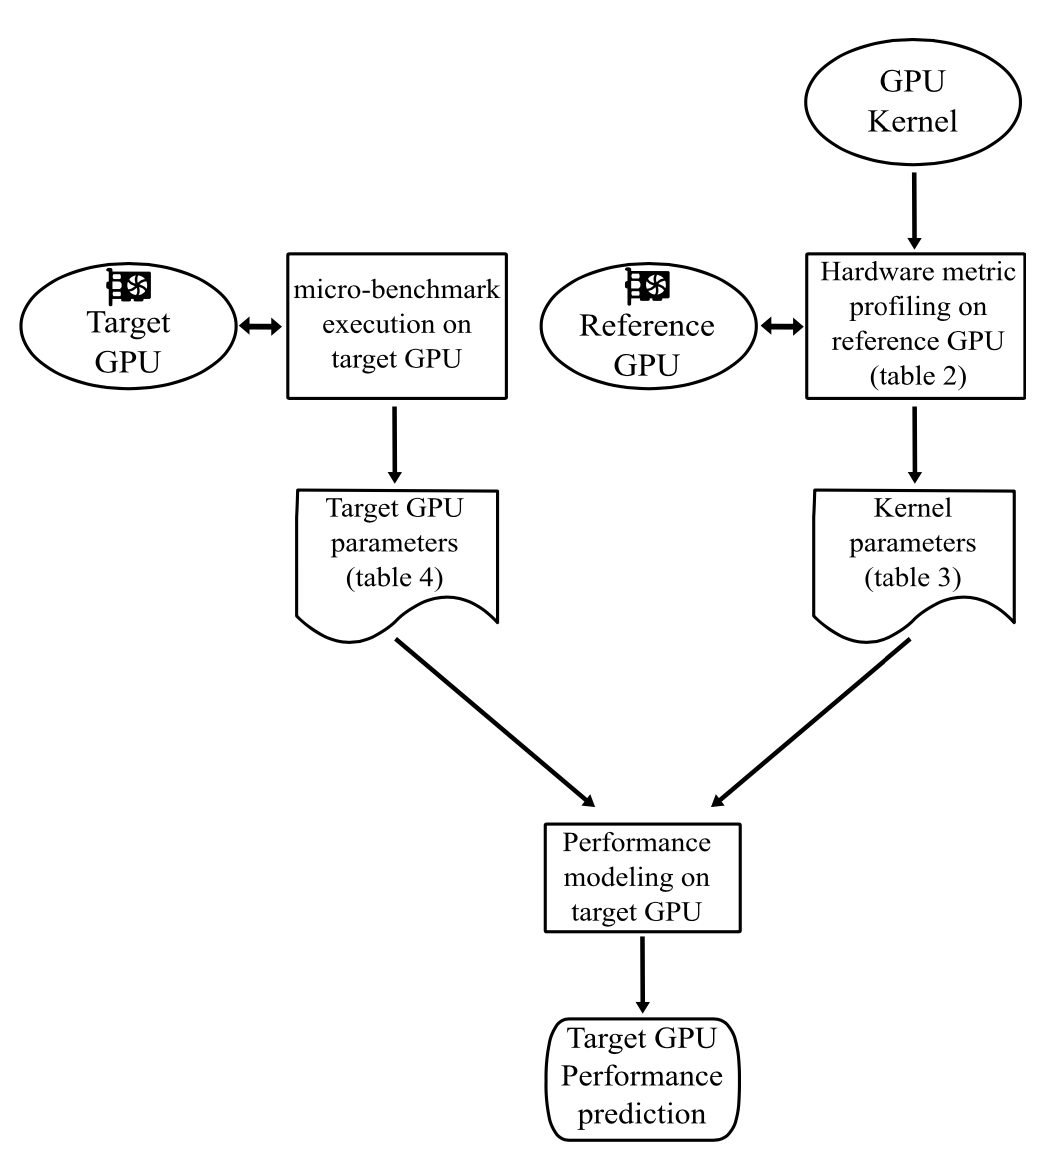 GPU
Kernel
Target
GPU
micro-benchmark
execution on
target GPU
Reference
GPU
Hardware metric
profiling on
reference GPU
(table 2)
Target GPU
parameters
(table 4)
Kernel
parameters
(table 3)
Performance
modeling on
target GPU
Target GPU
Performance
prediction